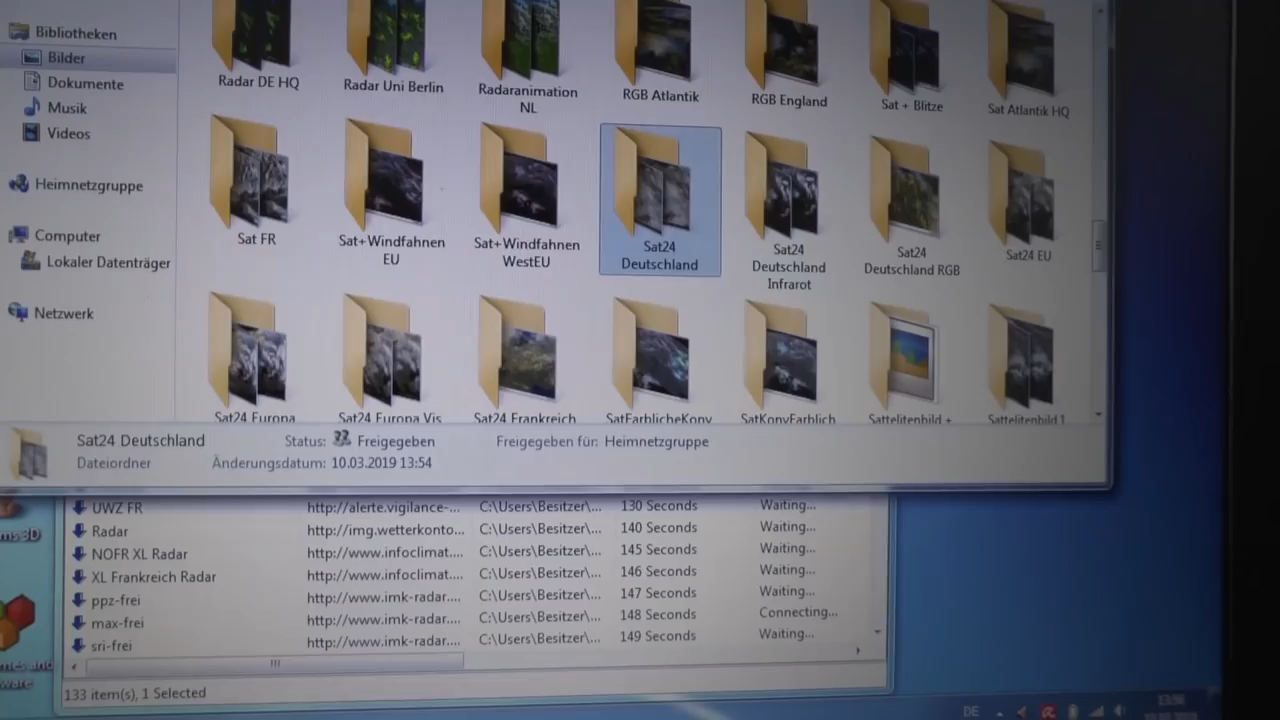 Bibliotheken
Bilder
Dokumente
Musik
Videos
Heimnetzgruppe
Computer
Lokaler Datenträger
Netzwerk
Radar DE HQ
Radar Uni Berlin
Radaranimation
NL
RGB Atlantik
RGB England
Sat + Blitze
Sat Atlantik HQ
Sat FR
Sat+Windfahnen
EU
Sat+Windfahnen
WestEU
Sat24
Deutschland
Sat24
Deutschland
Infrarot
Sat24
Deutschland RGB
Sat24 EU
Sat24 Europa
Sat24 Europa Vis
Sat24 Frankreich
SatFarblicheKonv
SatKonvFarblich
Sattelitenbild +
Sattelitenbild 1
Sat24 Deutschland
Dateiordner
Status: Freigegeben
Änderungsdatum: 10.03.2019 13:54
Freigegeben für: Heimnetzgruppe
UWZ FR http://alerte.vigilance-... C:\Users\Besitzer\... 130 Seconds Waiting...
Radar http://img.wetterkonto... C:\Users\Besitzer\... 140 Seconds Waiting...
NOFR XL Radar http://www.infoclimat.... C:\Users\Besitzer\... 145 Seconds Waiting...
XL Frankreich Radar http://www.infoclimat.... C:\Users\Besitzer\... 146 Seconds Waiting...
ppz-frei http://www.imk-radar.... C:\Users\Besitzer\... 147 Seconds Waiting...
max-frei http://www.imk-radar.... C:\Users\Besitzer\... 148 Seconds Connecting...
sri-frei http://www.imk-radar.... C:\Users\Besitzer\... 149 Seconds Waiting...
133 item(s), 1 Selected
ms 3D
mes and
ware
DE